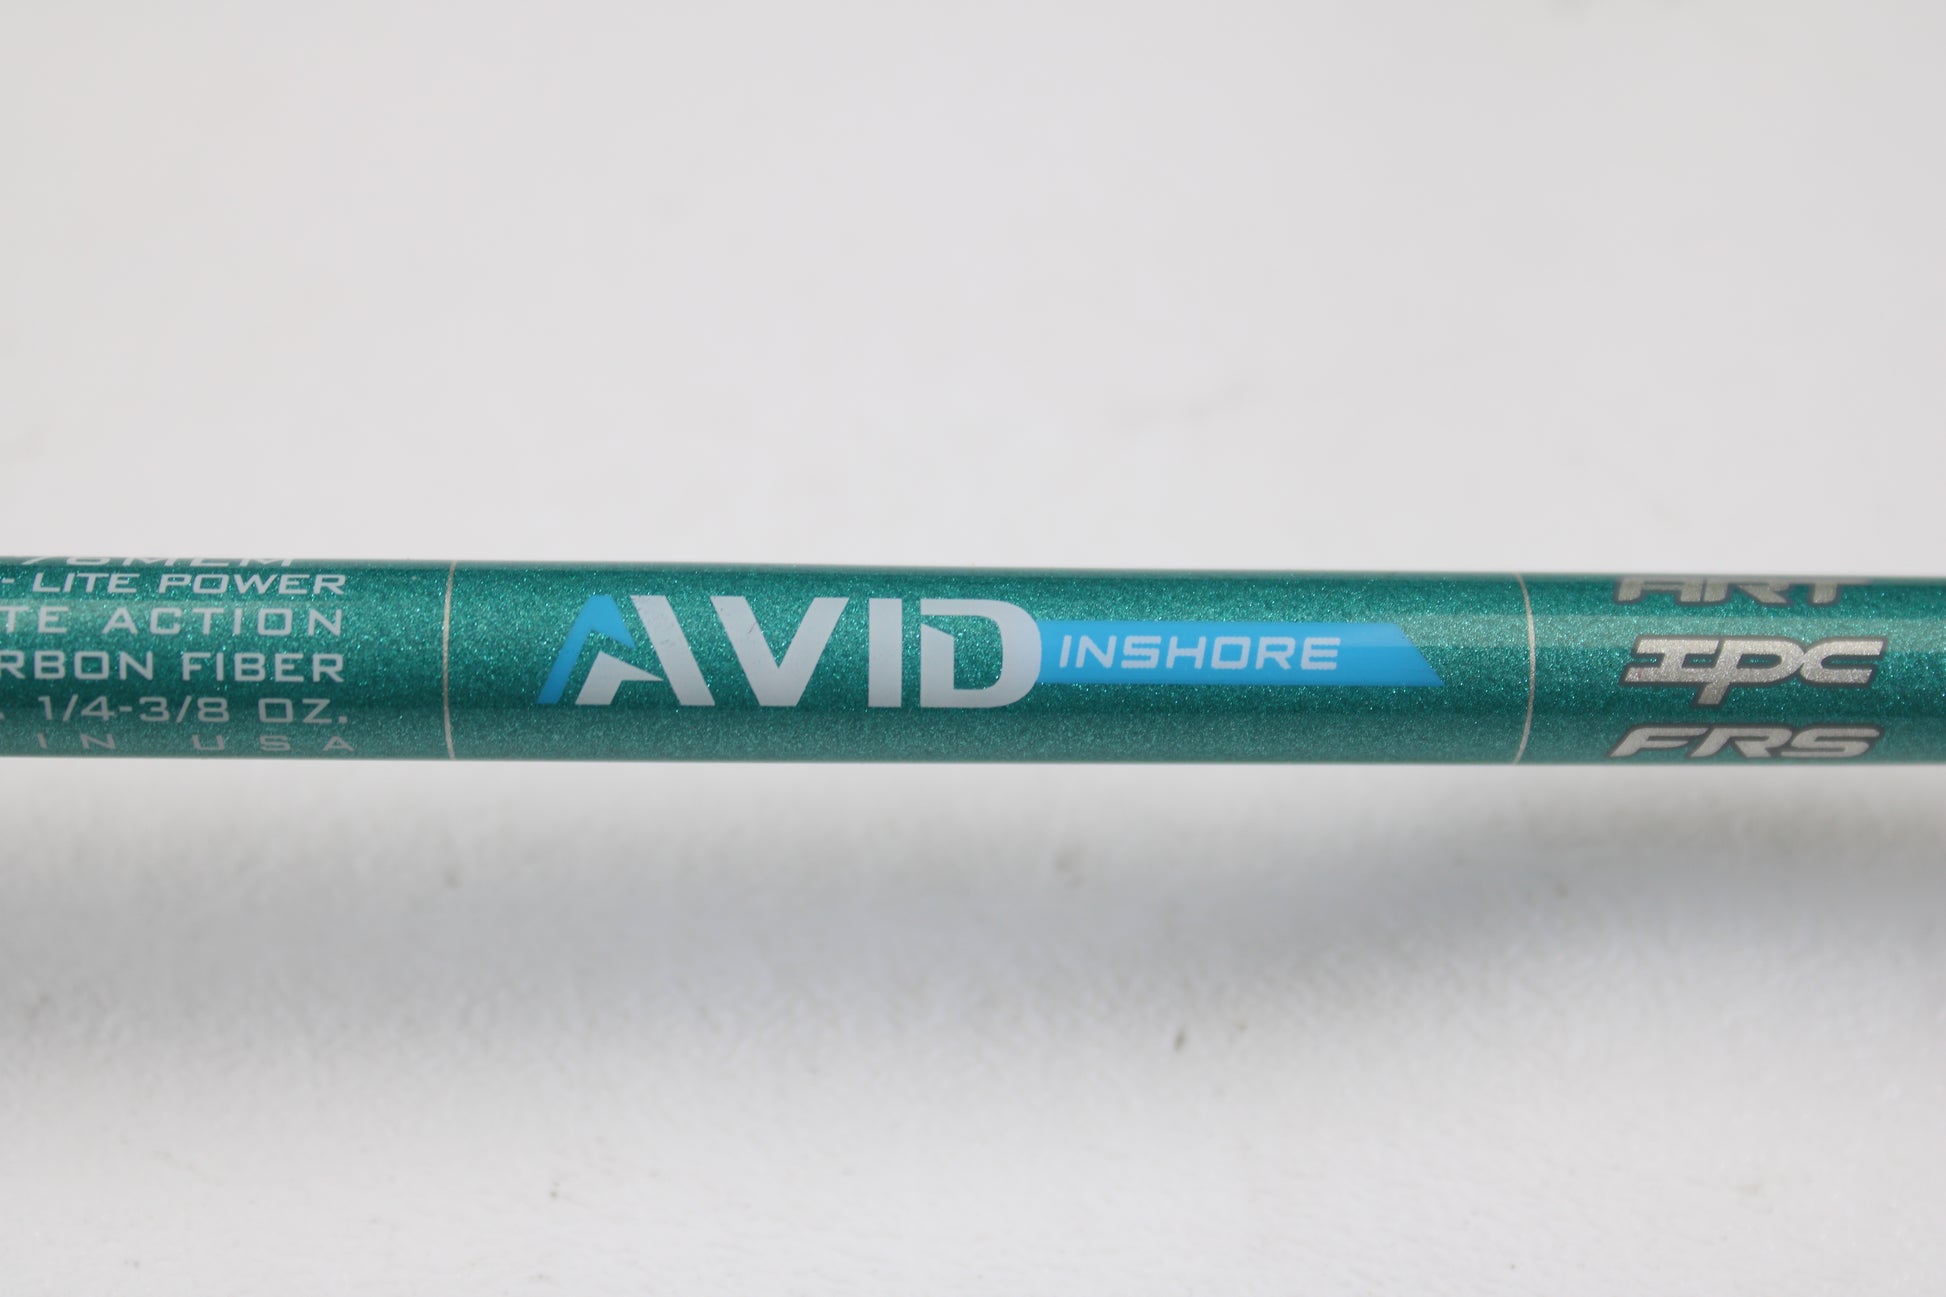 - LITE POWER
TE ACTION
RBON FIBER
. 1/4-3/8 OZ.
IN USA
AVID INSHORE
ART
IPC
FRS